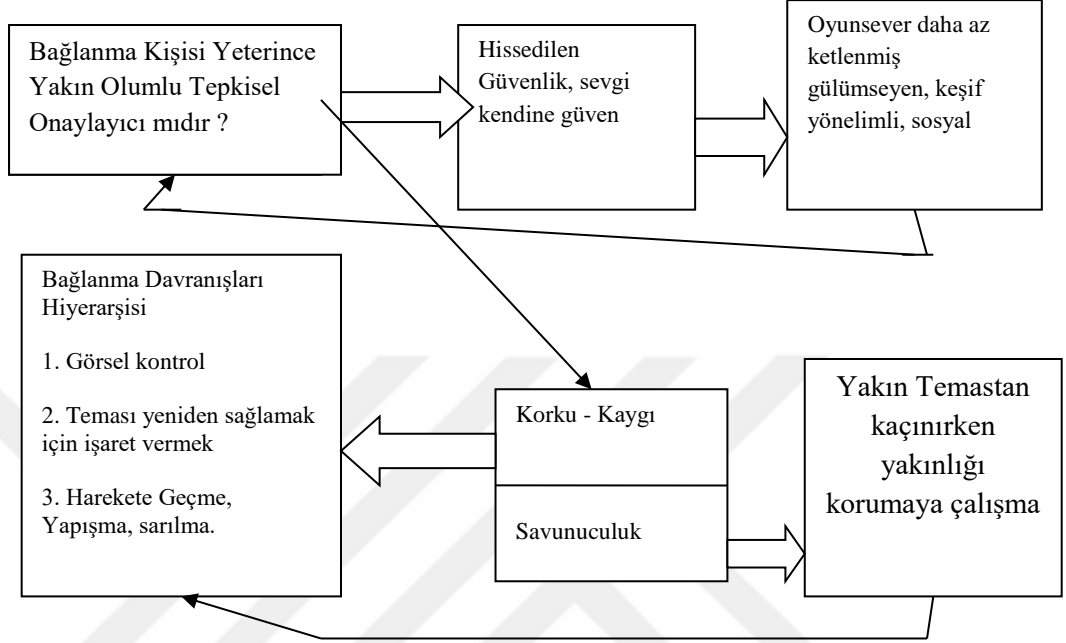 Bağlanma Kişisi Yeterince
Yakın Olumlu Tepkisel
Onaylayıcı mıdır ?
Hissedilen
Güvenlik, sevgi
kendine güven
Oyunsever daha az
ketlenmiş
gülümseyen, keşif
yönelimli, sosyal
Bağlanma Davranışları
Hiyerarşisi
1. Görsel kontrol
2. Teması yeniden sağlamak
için işaret vermek
3. Harekete Geçme,
Yapışma, sarılma.
Korku - Kaygı
Savunuculuk
Yakın Temastan
kaçınırken
yakınlığı
korumaya çalışma